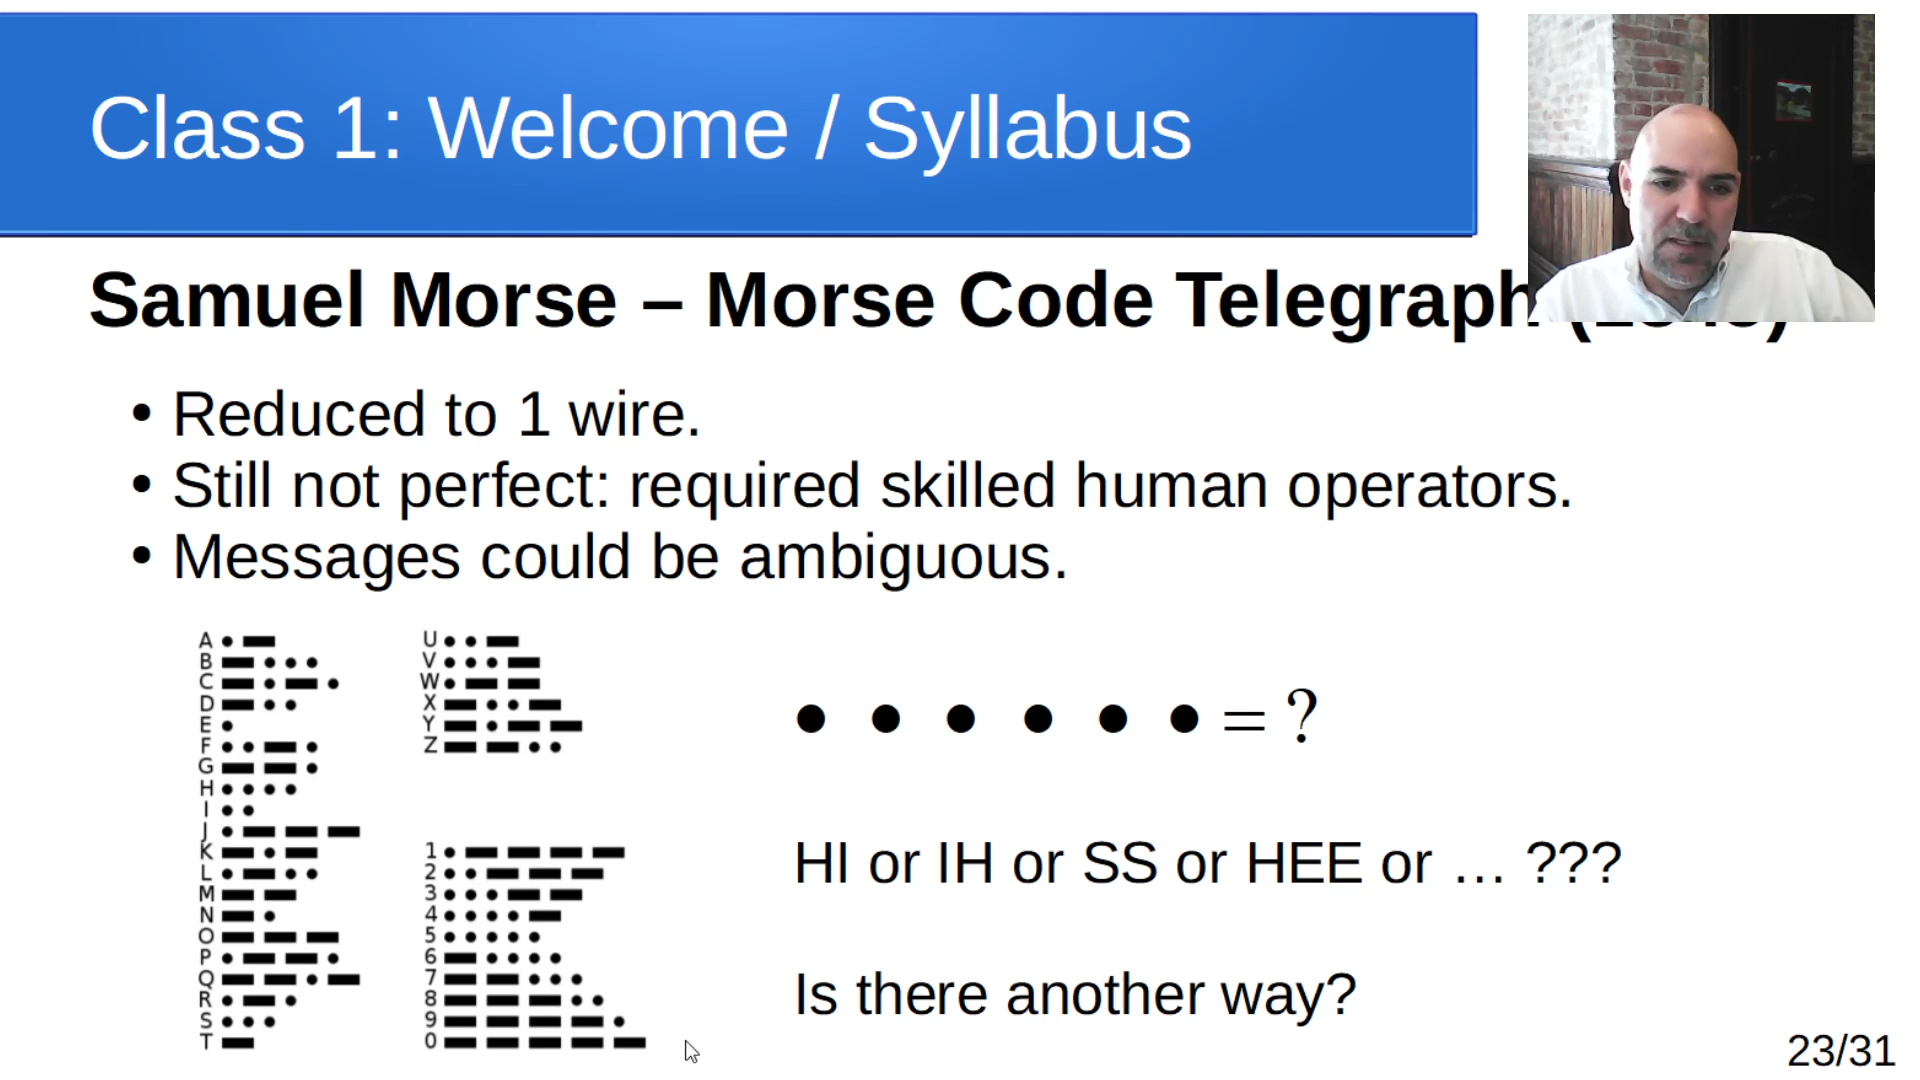 Class 1: Welcome / Syllabus
Samuel Morse – Morse Code Telegraph
• Reduced to 1 wire.
• Still not perfect: required skilled human operators.
• Messages could be ambiguous.
A
B
C
D
E
F
G
H
I
J
K
L
M
N
O
P
Q
R
S
T
U
V
W
X
Y
Z
1
2
3
4
5
6
7
8
9
0
• • • • • • = ?
HI or IH or SS or HEE or … ???
Is there another way?
23/31